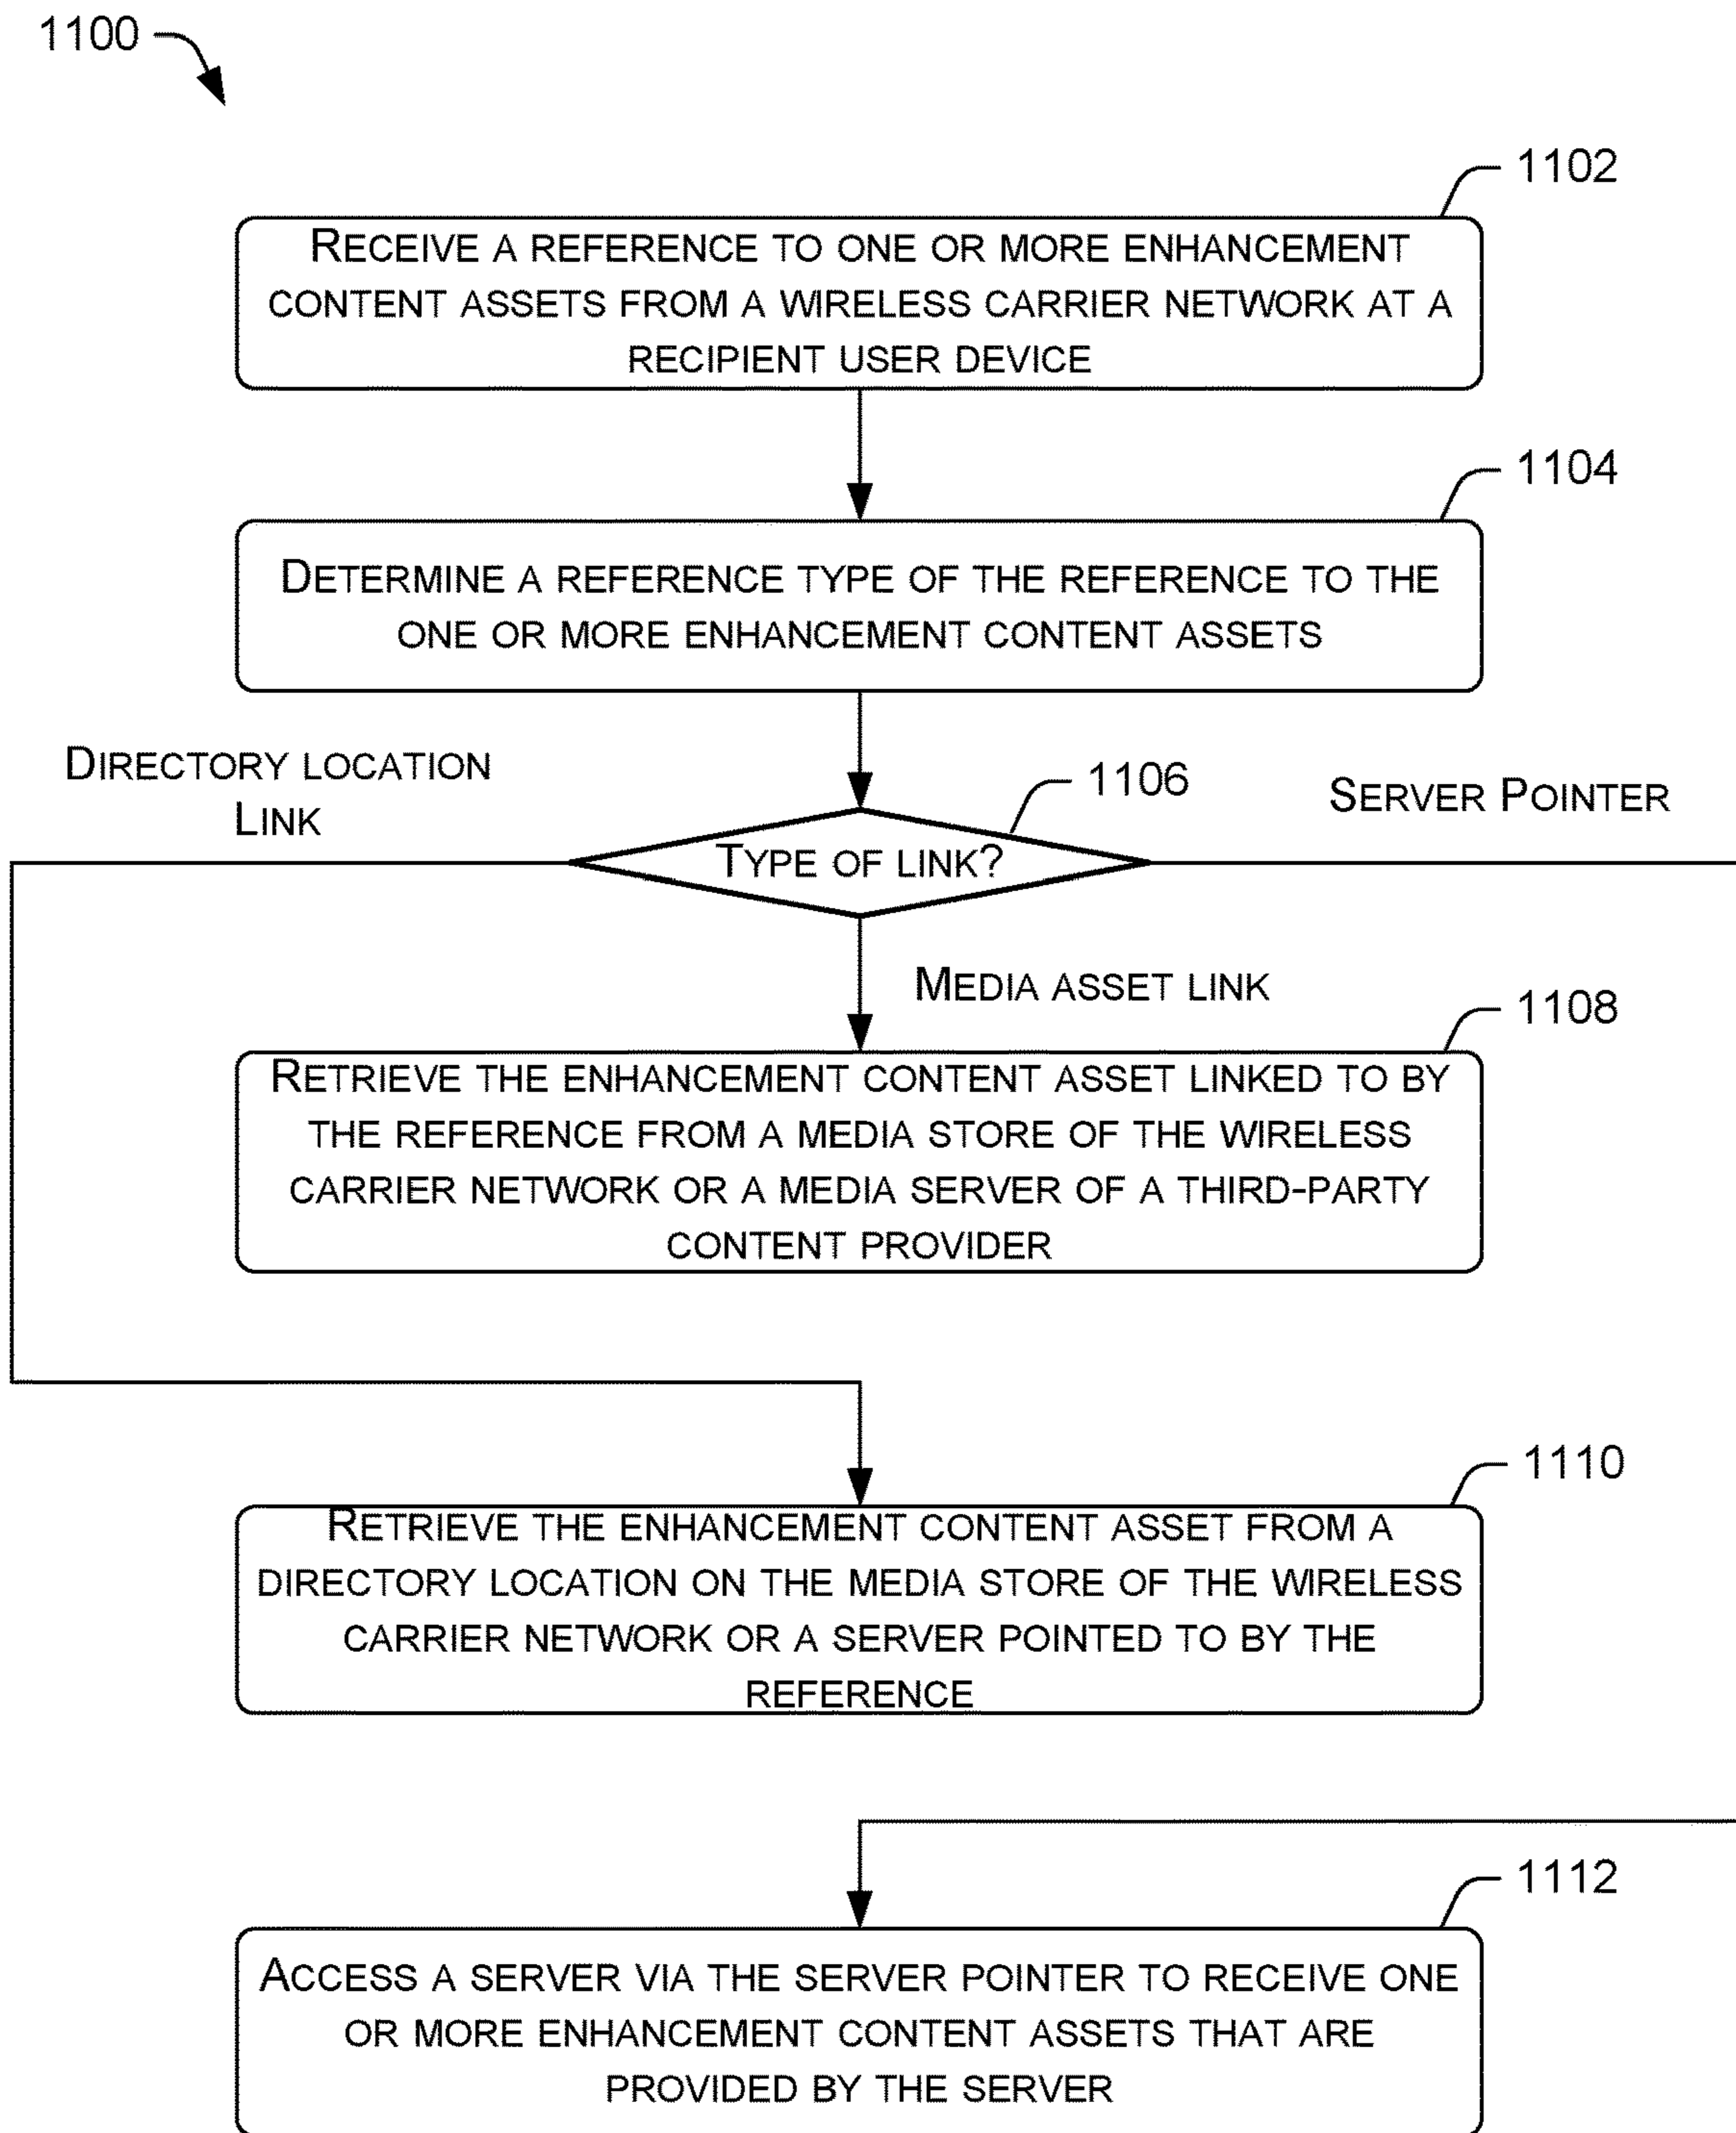 1100
1102
RECEIVE A REFERENCE TO ONE OR MORE ENHANCEMENT
CONTENT ASSETS FROM A WIRELESS CARRIER NETWORK AT A
RECIPIENT USER DEVICE
1104
DETERMINE A REFERENCE TYPE OF THE REFERENCE TO THE
ONE OR MORE ENHANCEMENT CONTENT ASSETS
DIRECTORY LOCATION
LINK
1106
SERVER POINTER
TYPE OF LINK?
MEDIA ASSET LINK
1108
RETRIEVE THE ENHANCEMENT CONTENT ASSET LINKED TO BY
THE REFERENCE FROM A MEDIA STORE OF THE WIRELESS
CARRIER NETWORK OR A MEDIA SERVER OF A THIRD-PARTY
CONTENT PROVIDER
1110
RETRIEVE THE ENHANCEMENT CONTENT ASSET FROM A
DIRECTORY LOCATION ON THE MEDIA STORE OF THE WIRELESS
CARRIER NETWORK OR A SERVER POINTED TO BY THE
REFERENCE
1112
ACCESS A SERVER VIA THE SERVER POINTER TO RECEIVE ONE
OR MORE ENHANCEMENT CONTENT ASSETS THAT ARE
PROVIDED BY THE SERVER